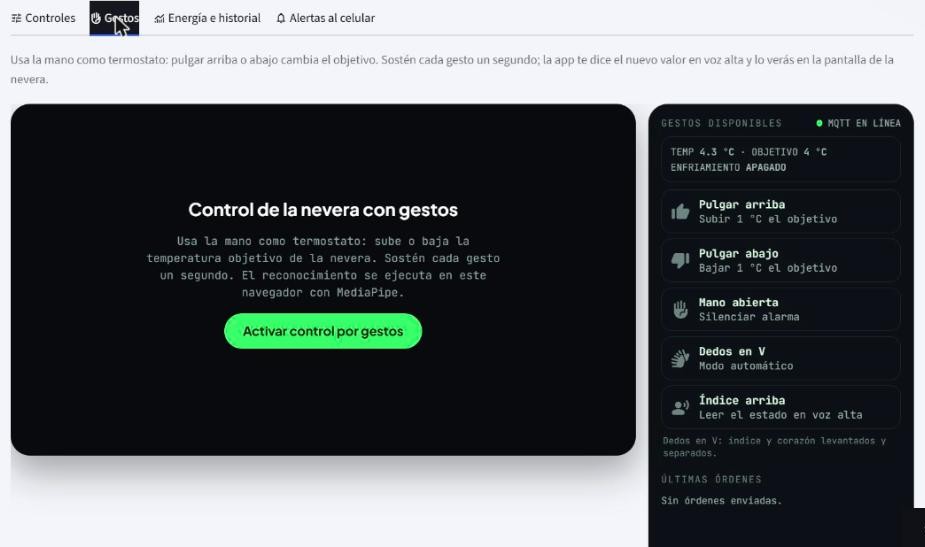 Controles
Gestos
Energía e historial
Alertas al celular
Usa la mano como termostato: pulgar arriba o abajo cambia el objetivo. Sostén cada gesto un segundo; la app te dice el nuevo valor en voz alta y lo verás en la pantalla de la
nevera.
Control de la nevera con gestos
Usa la mano como termostato: sube o baja la
temperatura objetivo de la nevera. Sostén cada gesto
un segundo. El reconocimiento se ejecuta en este
navegador con MediaPipe.
Activar control por gestos
GESTOS DISPONIBLES
MQTT EN LÍNEA
TEMP 4.3 °C · OBJETIVO 4 °C
ENFRIAMIENTO APAGADO
Pulgar arriba
Subir 1 °C el objetivo
Pulgar abajo
Bajar 1 °C el objetivo
Mano abierta
Silenciar alarma
Dedos en V
Modo automático
Índice arriba
Leer el estado en voz alta
Dedos en V: índice y corazón levantados y
separados.
ÚLTIMAS ÓRDENES
Sin órdenes enviadas.